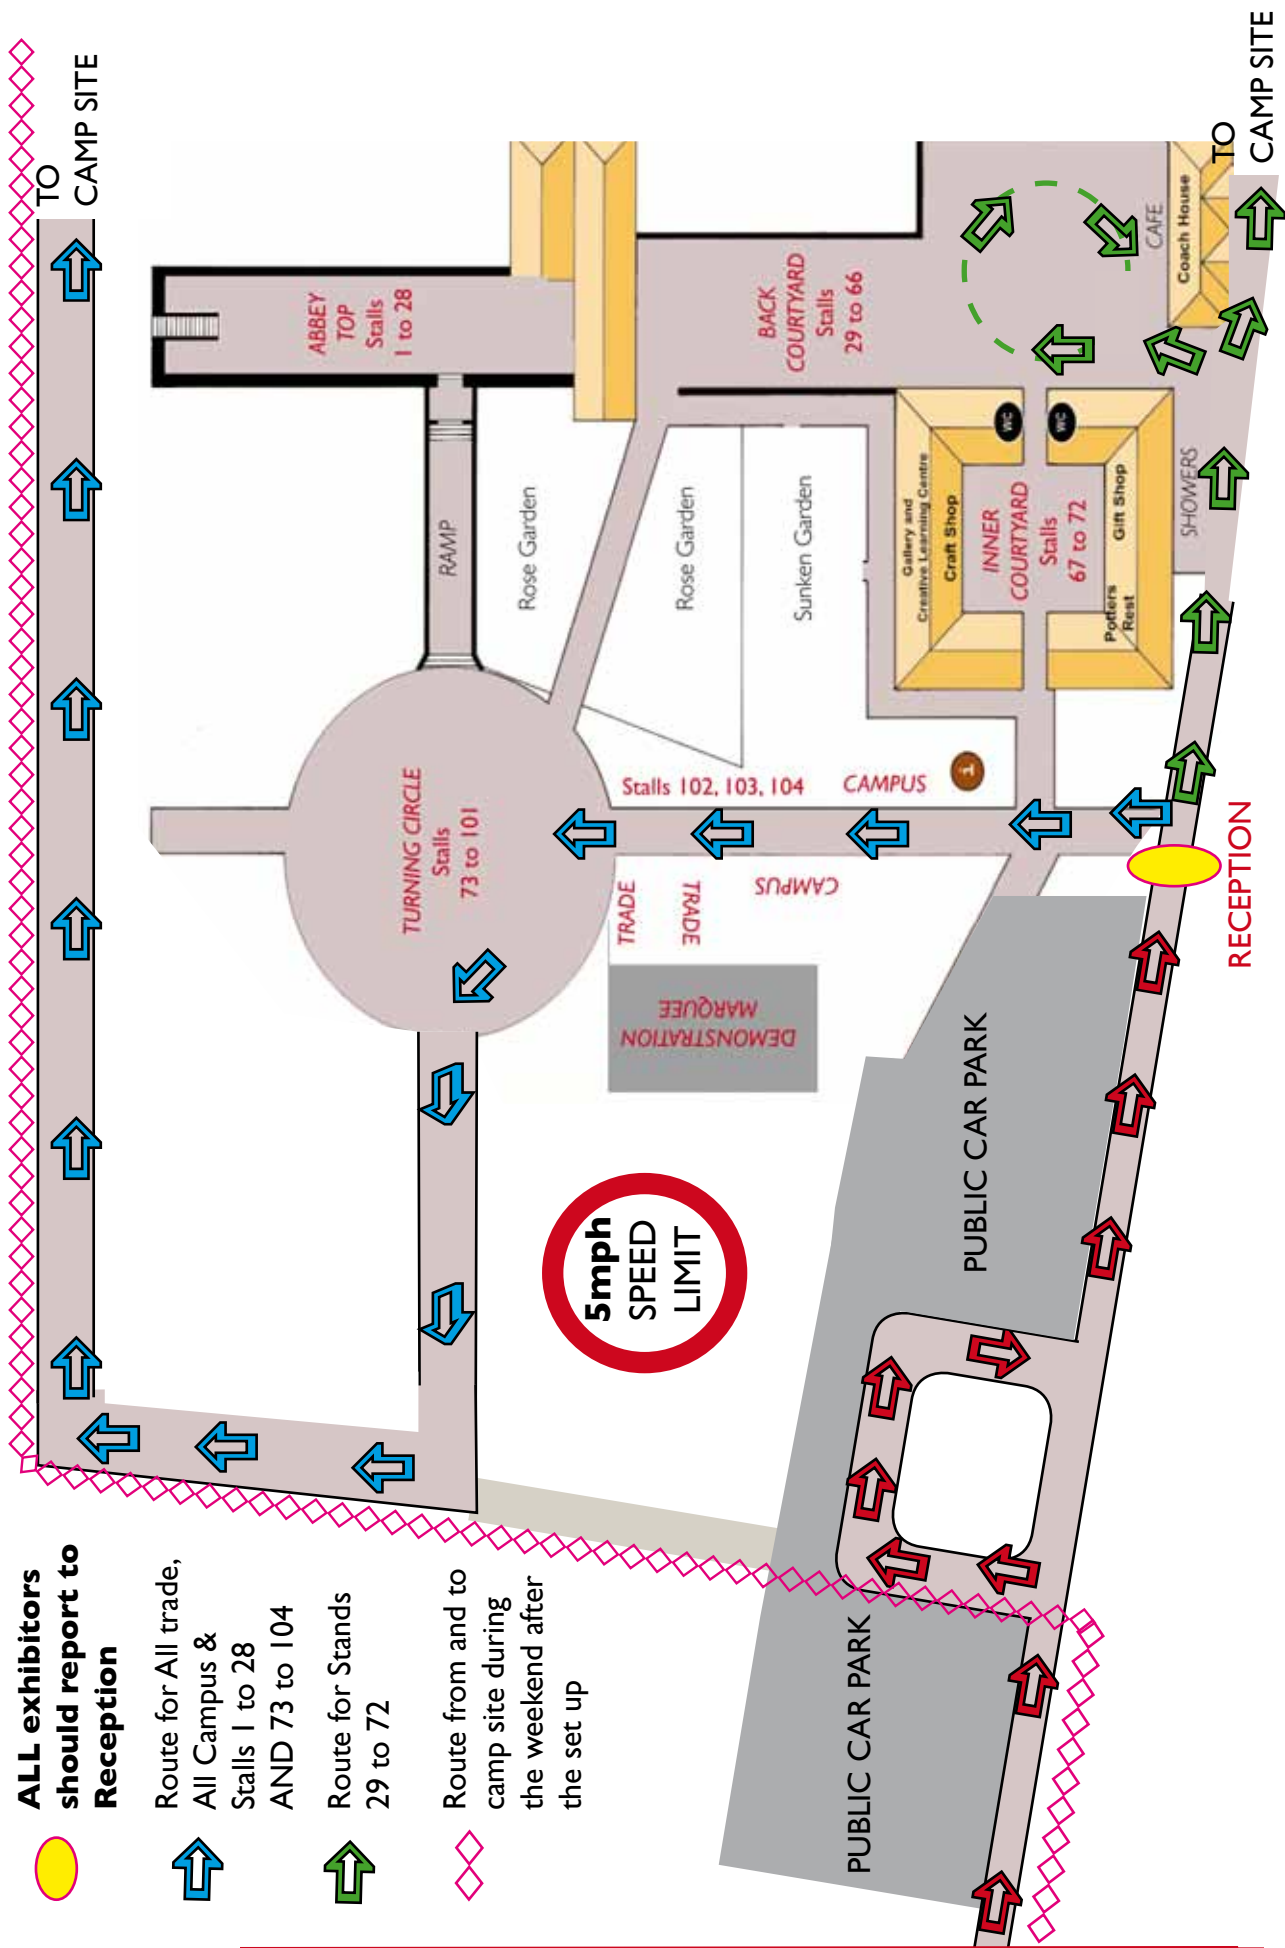 ALL exhibitors
should report to
Reception
Route for All trade,
All Campus &
Stalls 1 to 28
AND 73 to 104
Route for Stands
29 to 72
Route from and to
camp site during
the weekend after
the set up
TO
CAMP SITE
ABBEY
TOP
Stalls
1 to 28
RAMP
TURNING CIRCLE
Stalls
73 to 101
Rose Garden
Rose Garden
Sunken Garden
BACK
COURTYARD
Stalls
29 to 66
Stalls 102, 103, 104
CAMPUS
i
TRADE
TRADE
CAMPUS
DEMONSTRATION
MARQUEE
5mph
SPEED
LIMIT
Gallery and
Creative Learning Centre
Craft Shop
INNER
COURTYARD
Stalls
67 to 72
WC
WC
Gift Shop
Potters
Rest
SHOWERS
CAFE
Coach House
TO
CAMP SITE
PUBLIC CAR PARK
PUBLIC CAR PARK
RECEPTION